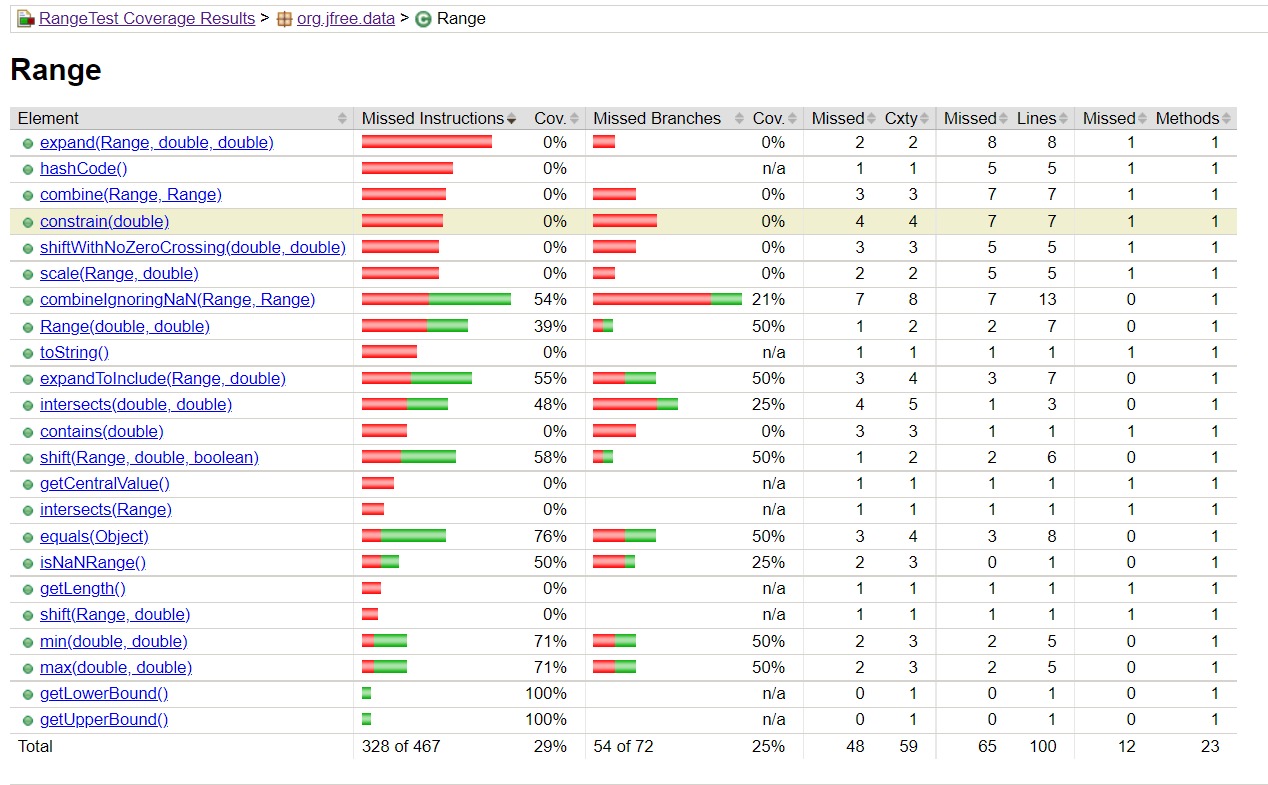 RangeTest Coverage Results > org.jfree.data > Range
Range
Element Missed Instructions Cov. Missed Branches Cov. Missed Cxty Missed Lines Missed Methods
expand(Range, double, double) 0% 0% 2 2 8 8 1 1
hashCode() 0% n/a 1 1 5 5 1 1
combine(Range, Range) 0% 0% 3 3 7 7 1 1
constrain(double) 0% 0% 4 4 7 7 1 1
shiftWithNoZeroCrossing(double, double) 0% 0% 3 3 5 5 1 1
scale(Range, double) 0% 0% 2 2 5 5 1 1
combineIgnoringNaN(Range, Range) 54% 21% 7 8 7 13 0 1
Range(double, double) 39% 50% 1 2 2 7 0 1
toString() 0% n/a 1 1 1 1 1 1
expandToInclude(Range, double) 55% 50% 3 4 3 7 0 1
intersects(double, double) 48% 25% 4 5 1 3 0 1
contains(double) 0% 0% 3 3 1 1 1 1
shift(Range, double, boolean) 58% 50% 1 2 2 6 0 1
getCentralValue() 0% n/a 1 1 1 1 1 1
intersects(Range) 0% n/a 1 1 1 1 1 1
equals(Object) 76% 50% 3 4 3 8 0 1
isNaNRange() 50% 25% 2 3 0 1 0 1
getLength() 0% n/a 1 1 1 1 1 1
shift(Range, double) 0% n/a 1 1 1 1 1 1
min(double, double) 71% 50% 2 3 2 5 0 1
max(double, double) 71% 50% 2 3 2 5 0 1
getLowerBound() 100% n/a 0 1 0 1 0 1
getUpperBound() 100% n/a 0 1 0 1 0 1
Total 328 of 467 29% 54 of 72 25% 48 59 65 100 12 23